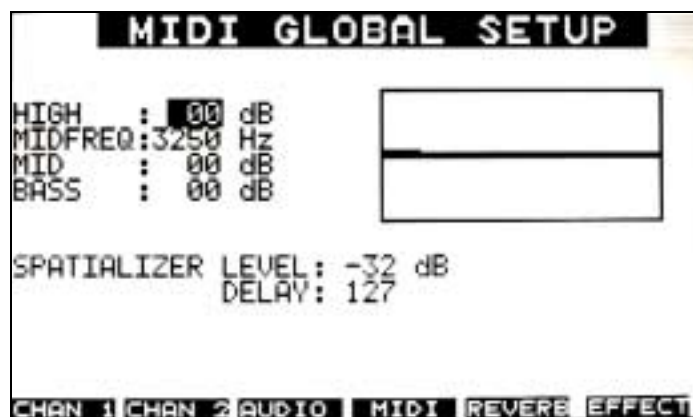 MIDI GLOBAL SETUP
HIGH : 00 dB
MIDFREQ:3250 Hz
MID : 00 dB
BASS : 00 dB
SPATIALIZER LEVEL: -32 dB
DELAY: 127
CHAN 1 CHAN 2 AUDIO MIDI REVERB EFFECT